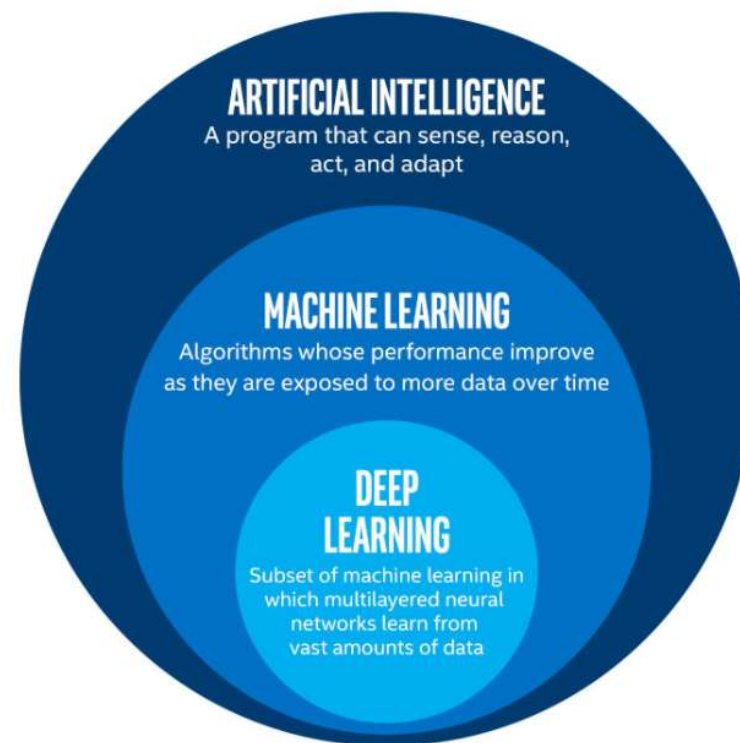 ARTIFICIAL INTELLIGENCE
A program that can sense, reason,
act, and adapt
MACHINE LEARNING
Algorithms whose performance improve
as they are exposed to more data over time
DEEP
LEARNING
Subset of machine learning in
which multilayered neural
networks learn from
vast amounts of data